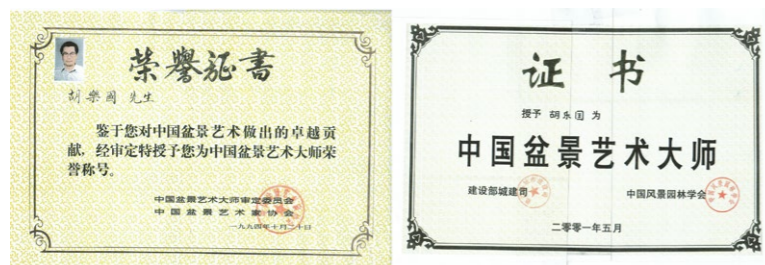 荣誉证书
胡樂國 先生
鉴于您对中国盆景艺术做出的卓越贡
献，经审定特授予您为中国盆景艺术大师荣
誉称号。
中国盆景艺术大师审定委员会
中国盆景艺术家协会
一九九四年十月二十日
证书
授予 胡乐国 为
中国盆景艺术大师
建设部城建司
中国风景园林学会
二零零一年五月